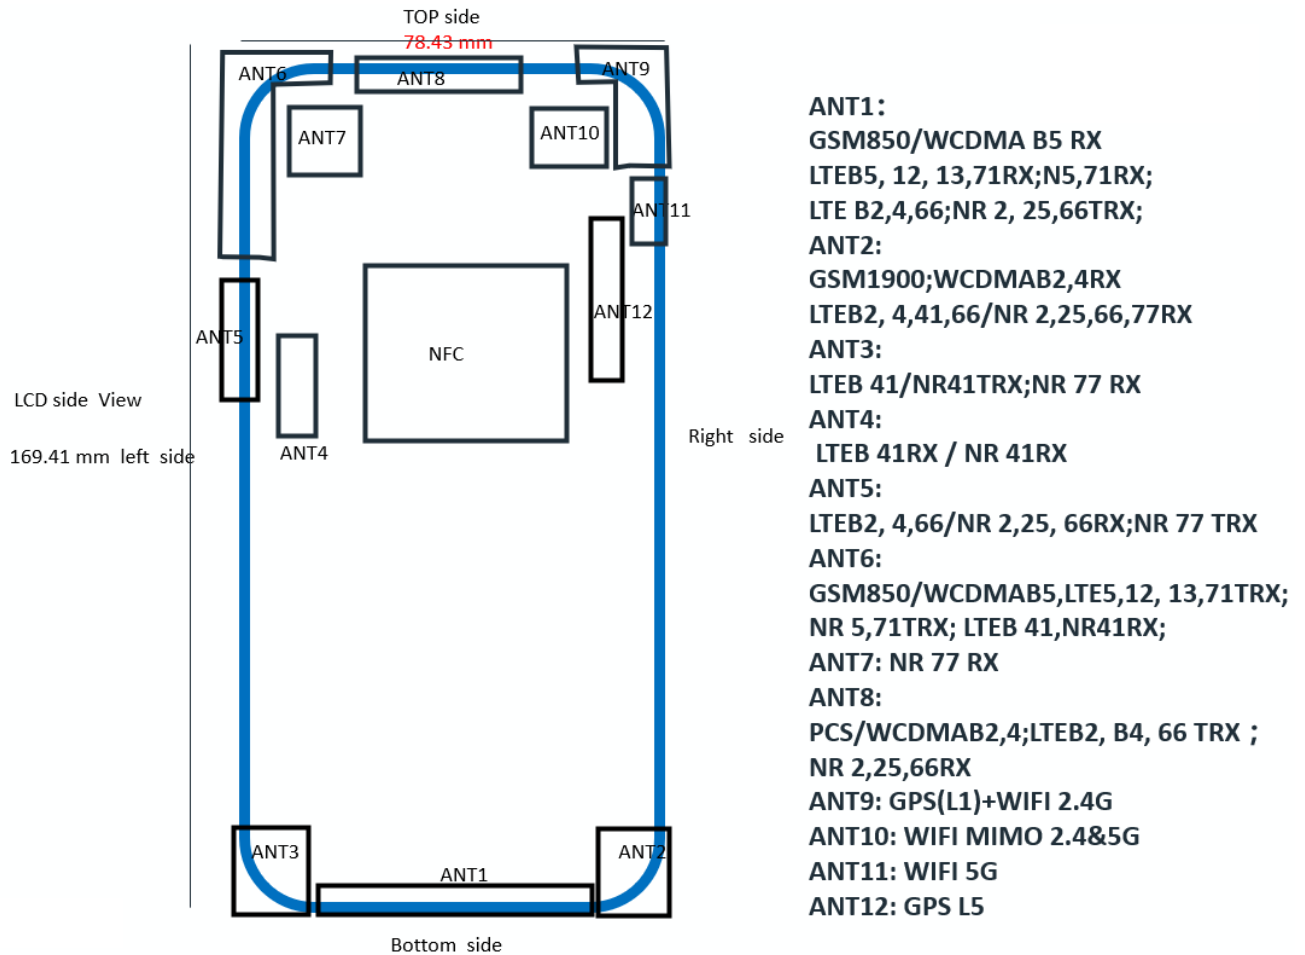 TOP side
78.43 mm
ANT6
ANT8
ANT9
ANT7
ANT10
ANT11
ANT12
ANT5
NFC
LCD side View
Right side
ANT4
169.41 mm left side
ANT3
ANT2
ANT1
Bottom side
ANT1：
GSM850/WCDMA B5 RX
LTEB5, 12, 13,71RX;N5,71RX;
LTE B2,4,66;NR 2, 25,66TRX;
ANT2:
GSM1900;WCDMAB2,4RX
LTEB2, 4,41,66/NR 2,25,66,77RX
ANT3:
LTEB 41/NR41TRX;NR 77 RX
ANT4:
LTEB 41RX / NR 41RX
ANT5:
LTEB2, 4,66/NR 2,25, 66RX;NR 77 TRX
ANT6:
GSM850/WCDMAB5,LTE5,12, 13,71TRX;
NR 5,71TRX; LTEB 41,NR41RX;
ANT7: NR 77 RX
ANT8:
PCS/WCDMAB2,4;LTEB2, B4, 66 TRX ;
NR 2,25,66RX
ANT9: GPS(L1)+WIFI 2.4G
ANT10: WIFI MIMO 2.4&5G
ANT11: WIFI 5G
ANT12: GPS L5